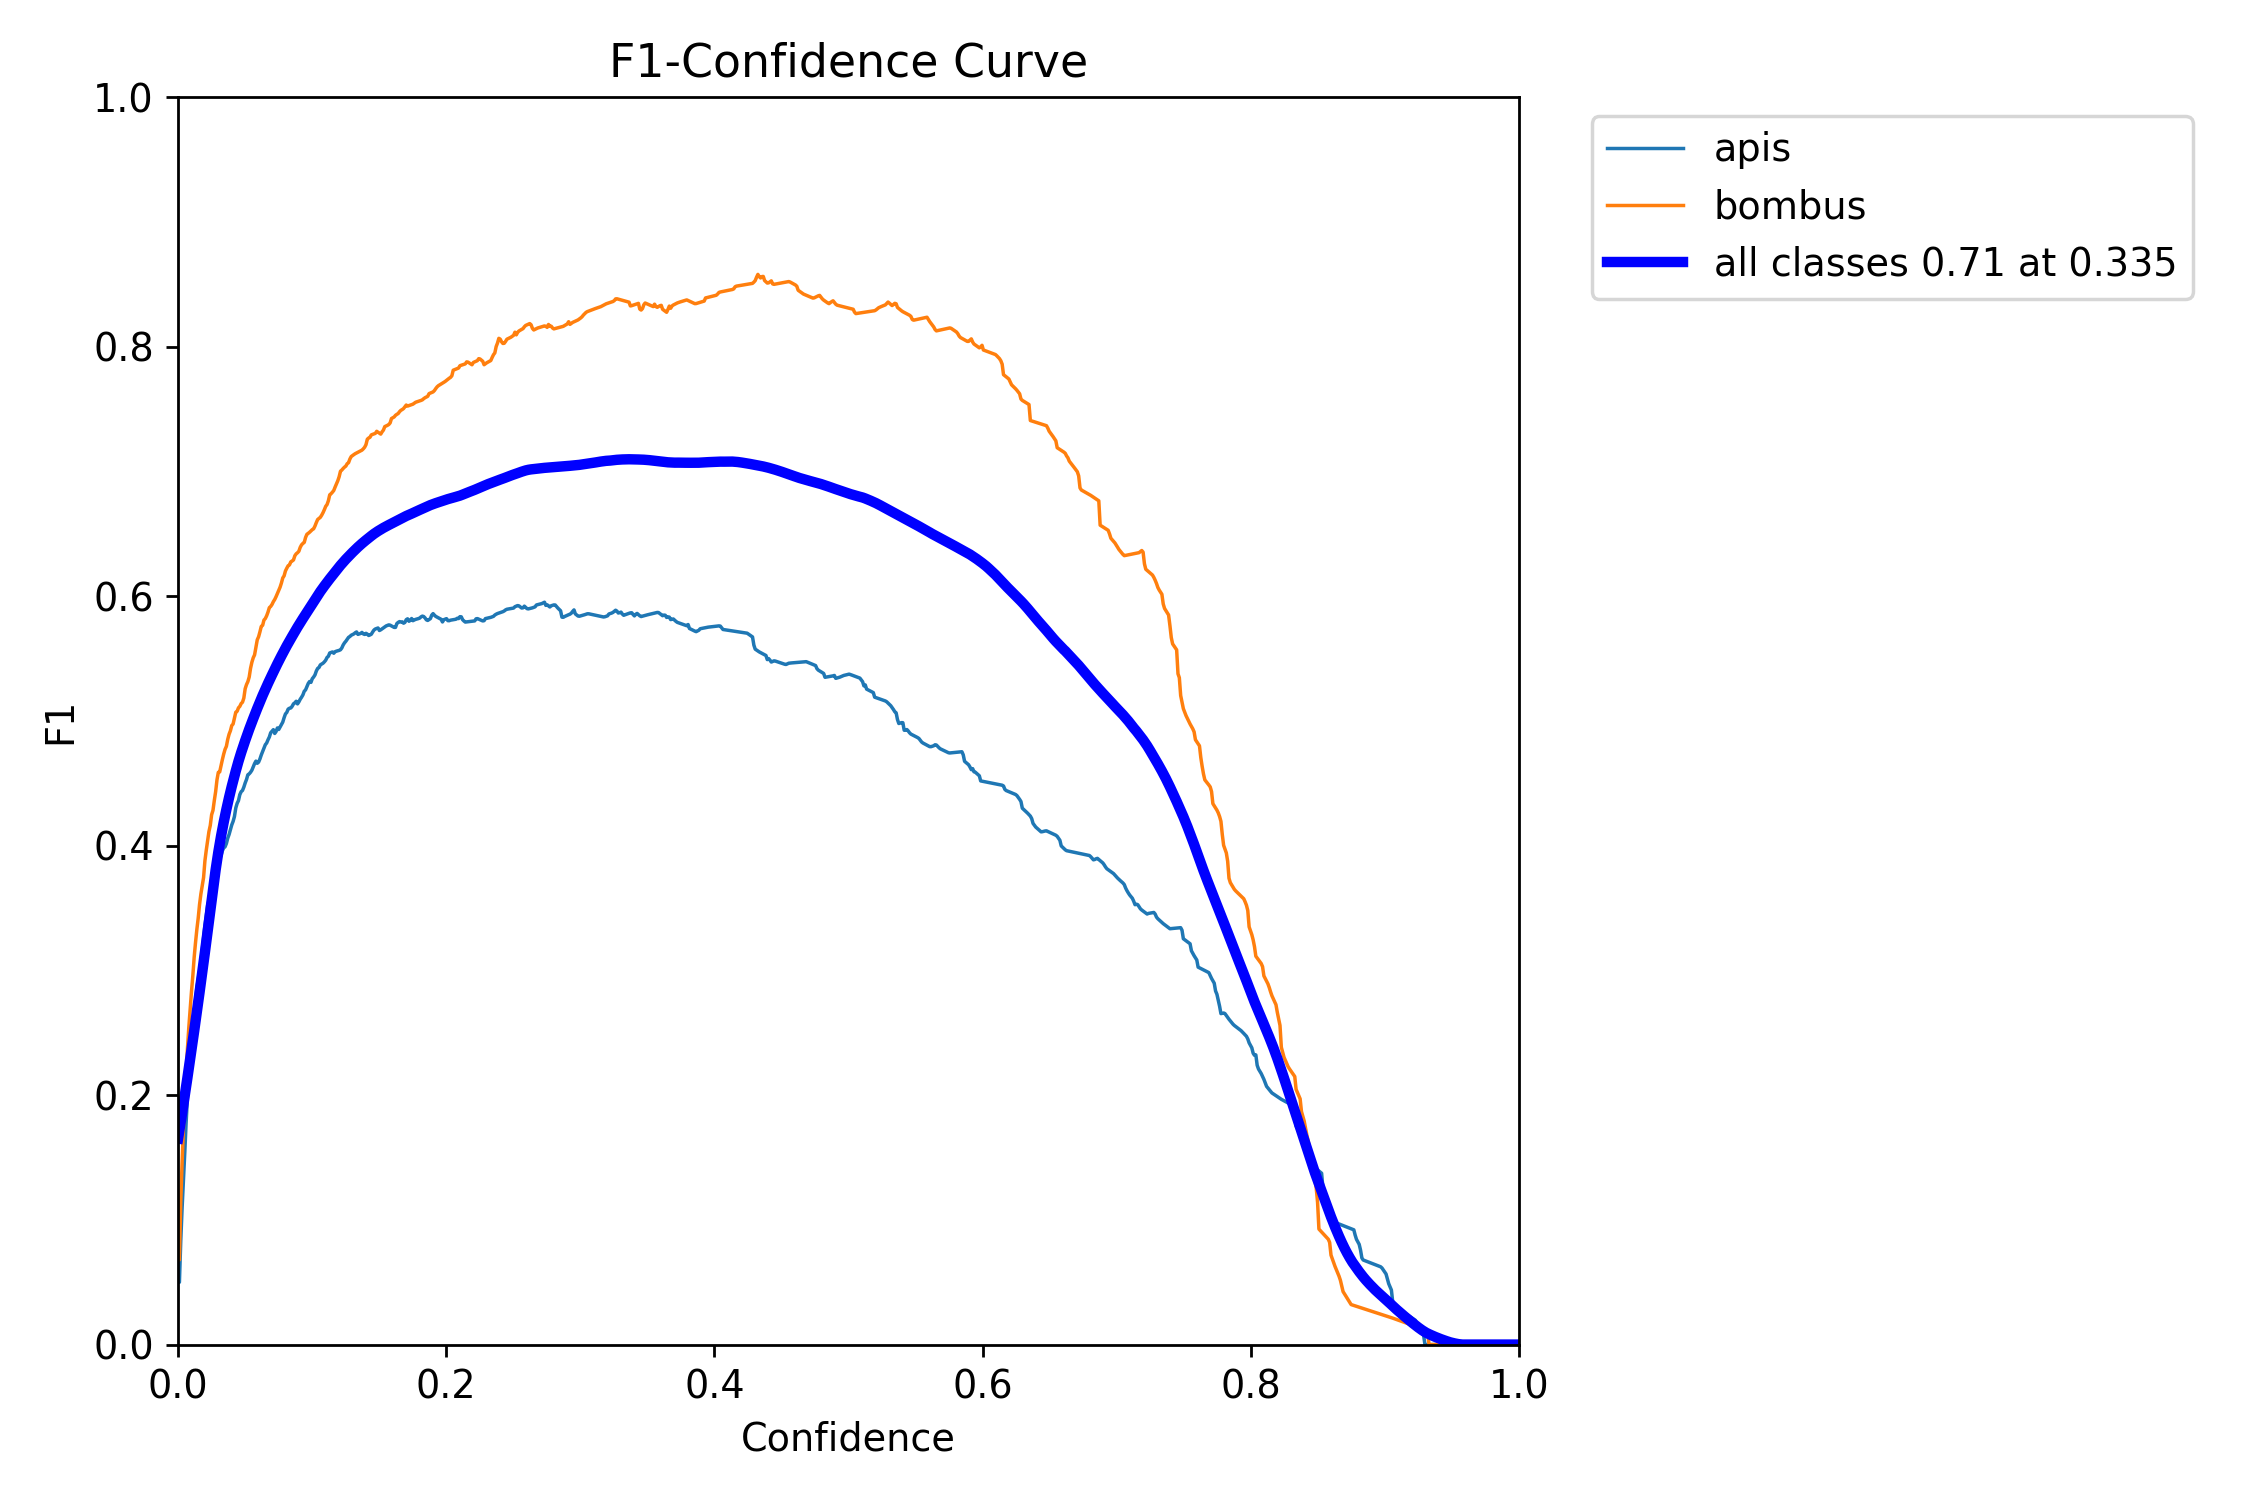 F1-Confidence Curve
1.0
0.8
0.6
0.4
0.2
0.0
F1
0.0 0.2 0.4 0.6 0.8 1.0
Confidence
apis
bombus
all classes 0.71 at 0.335